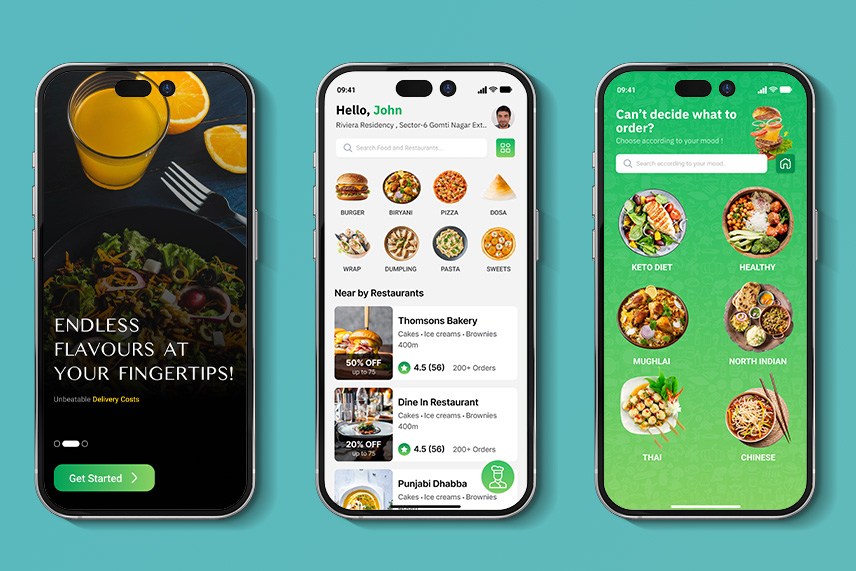 ENDLESS
FLAVOURS AT
YOUR FINGERTIPS!
Unbeatable Delivery Costs
Get Started
09:41
Hello, John
Riviera Residency , Sector-6 Gomti Nagar Ext..
Search Food and Restaurants...
BURGER BIRYANI PIZZA DOSA
WRAP DUMPLING PASTA SWEETS
Near by Restaurants
Thomsons Bakery
Cakes • Ice creams • Brownies
400m
50% OFF
up to 75
4.5 (56) 200+ Orders
Dine In Restaurant
Cakes • Ice creams • Brownies
400m
20% OFF
up to 75
4.5 (56) 200+ Orders
Punjabi Dhabba
Cakes • Ice creams • Brownies
09:41
Can't decide what to
order?
Choose according to your mood !
Search according to your mood..
KETO DIET HEALTHY
MUGHLAI NORTH INDIAN
THAI CHINESE